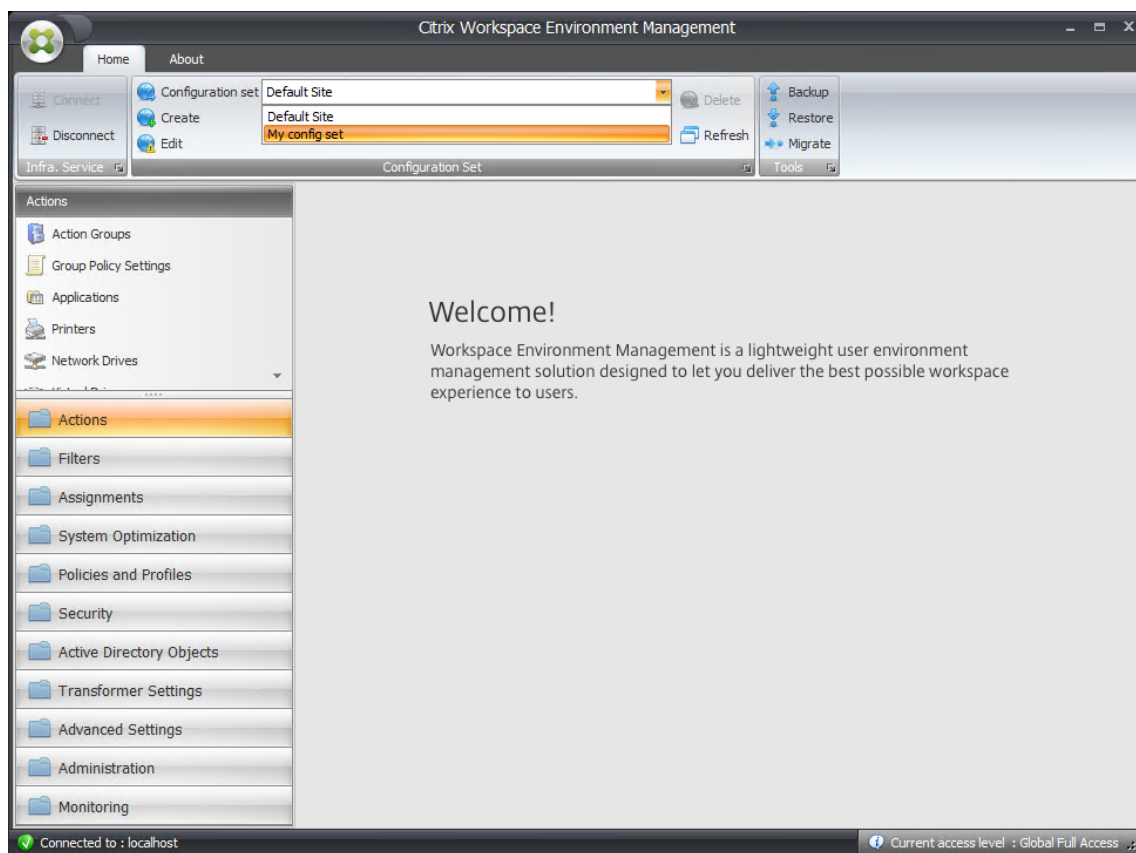 Citrix Workspace Environment Management
Home About
Connect
Disconnect
Infra. Service
Configuration set Default Site
Create
Edit
Default Site
My config set
Delete
Refresh
Configuration Set
Backup
Restore
Migrate
Tools
Actions
Action Groups
Group Policy Settings
Applications
Printers
Network Drives
Actions
Filters
Assignments
System Optimization
Policies and Profiles
Security
Active Directory Objects
Transformer Settings
Advanced Settings
Administration
Monitoring
Welcome!
Workspace Environment Management is a lightweight user environment
management solution designed to let you deliver the best possible workspace
experience to users.
Connected to : localhost
Current access level : Global Full Access